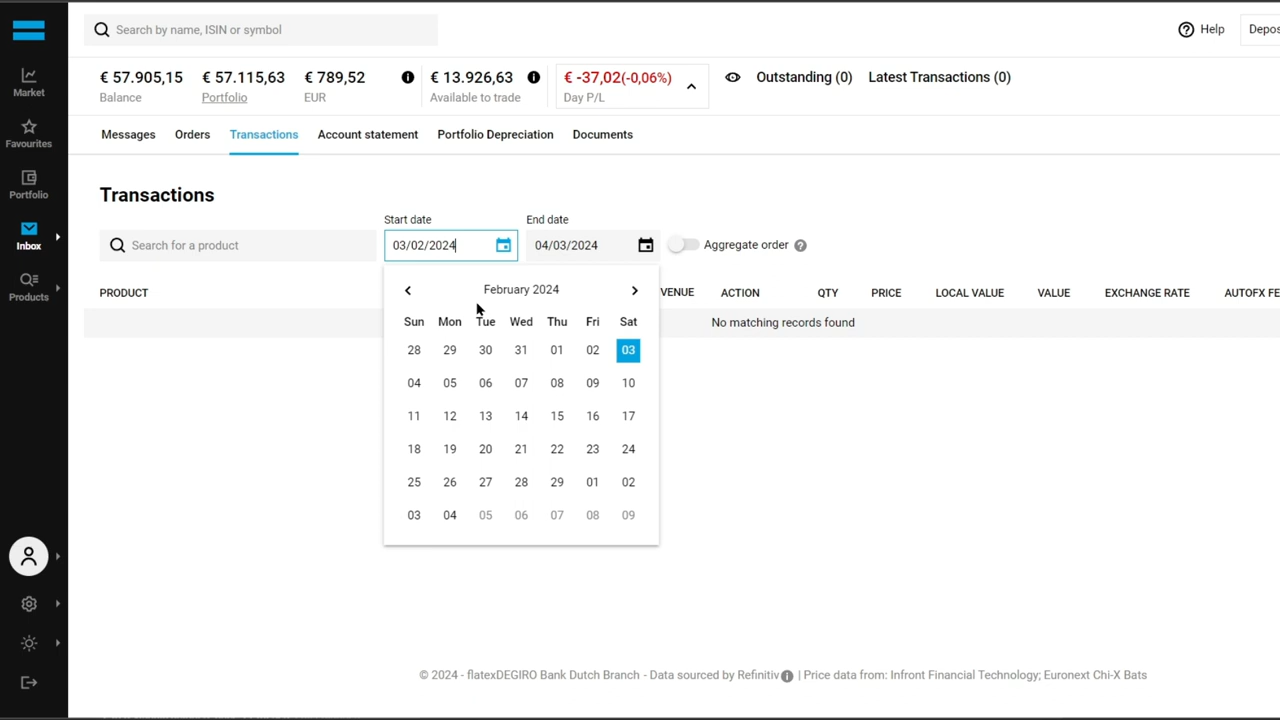 Search by name, ISIN or symbol
Help
Depos
€ 57.905,15
Balance
€ 57.115,63
Portfolio
€ 789,52
EUR
€ 13.926,63
Available to trade
€ -37,02(-0,06%)
Day P/L
Outstanding (0)
Latest Transactions (0)
Market
Favourites
Portfolio
Inbox
Products
Messages Orders Transactions Account statement Portfolio Depreciation Documents
Transactions
Start date
End date
Search for a product
03/02/2024
04/03/2024
Aggregate order
PRODUCT
VENUE ACTION QTY PRICE LOCAL VALUE VALUE EXCHANGE RATE AUTOFX FE
No matching records found
February 2024
Sun Mon Tue Wed Thu Fri Sat
28 29 30 31 01 02 03
04 05 06 07 08 09 10
11 12 13 14 15 16 17
18 19 20 21 22 23 24
25 26 27 28 29 01 02
03 04 05 06 07 08 09
© 2024 - flatexDEGIRO Bank Dutch Branch - Data sourced by Refinitiv | Price data from: Infront Financial Technology; Euronext Chi-X Bats